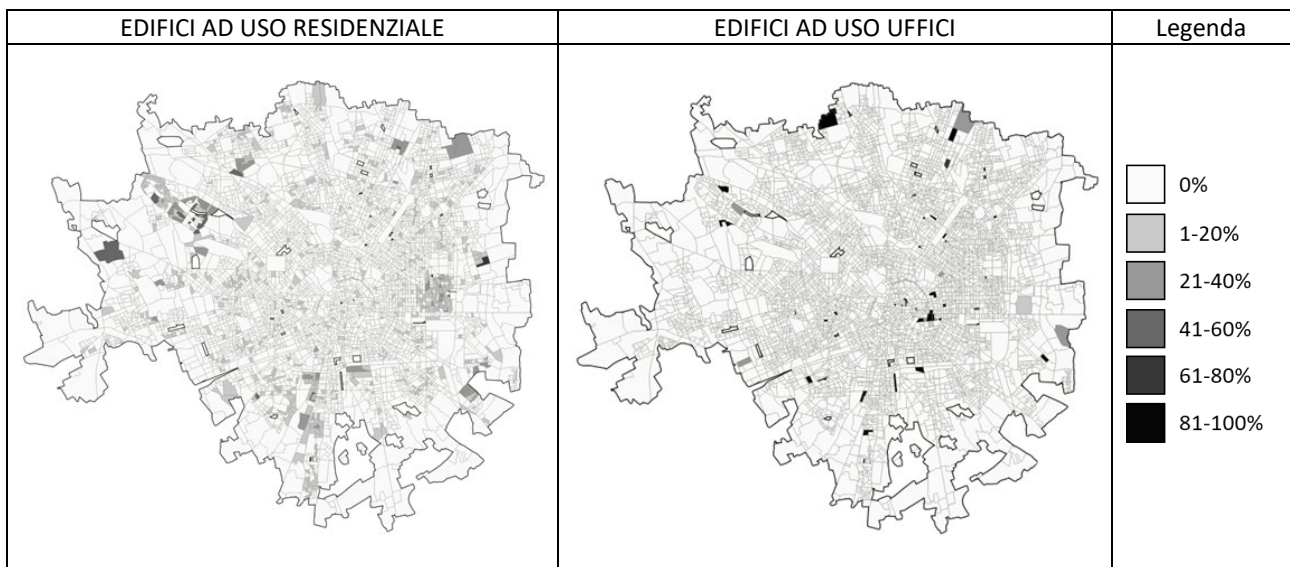 EDIFICI AD USO RESIDENZIALE
EDIFICI AD USO UFFICI
Legenda
0%
1-20%
21-40%
41-60%
61-80%
81-100%